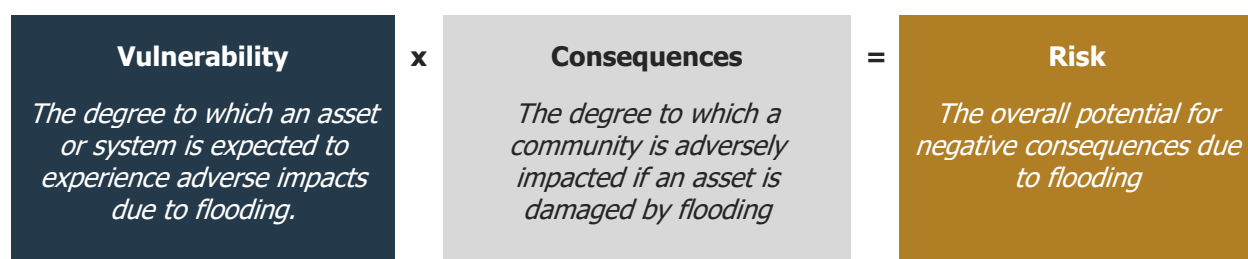 Vulnerability
The degree to which an asset
or system is expected to
experience adverse impacts
due to flooding.
x
Consequences
The degree to which a
community is adversely
impacted if an asset is
damaged by flooding
=
Risk
The overall potential for
negative consequences due
to flooding